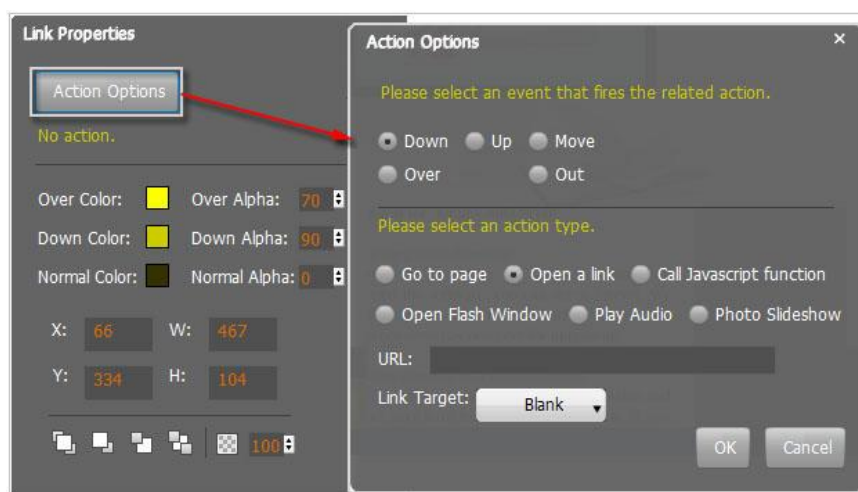 Link Properties
Action Options
No action.
Over Color: Over Alpha: 70
Down Color: Down Alpha: 90
Normal Color: Normal Alpha: 0
X: 66 W: 467
Y: 334 H: 104
100
Action Options ×
Please select an event that fires the related action.
Down Up Move
Over Out
Please select an action type.
Go to page Open a link Call Javascript function
Open Flash Window Play Audio Photo Slideshow
URL:
Link Target: Blank
OK Cancel